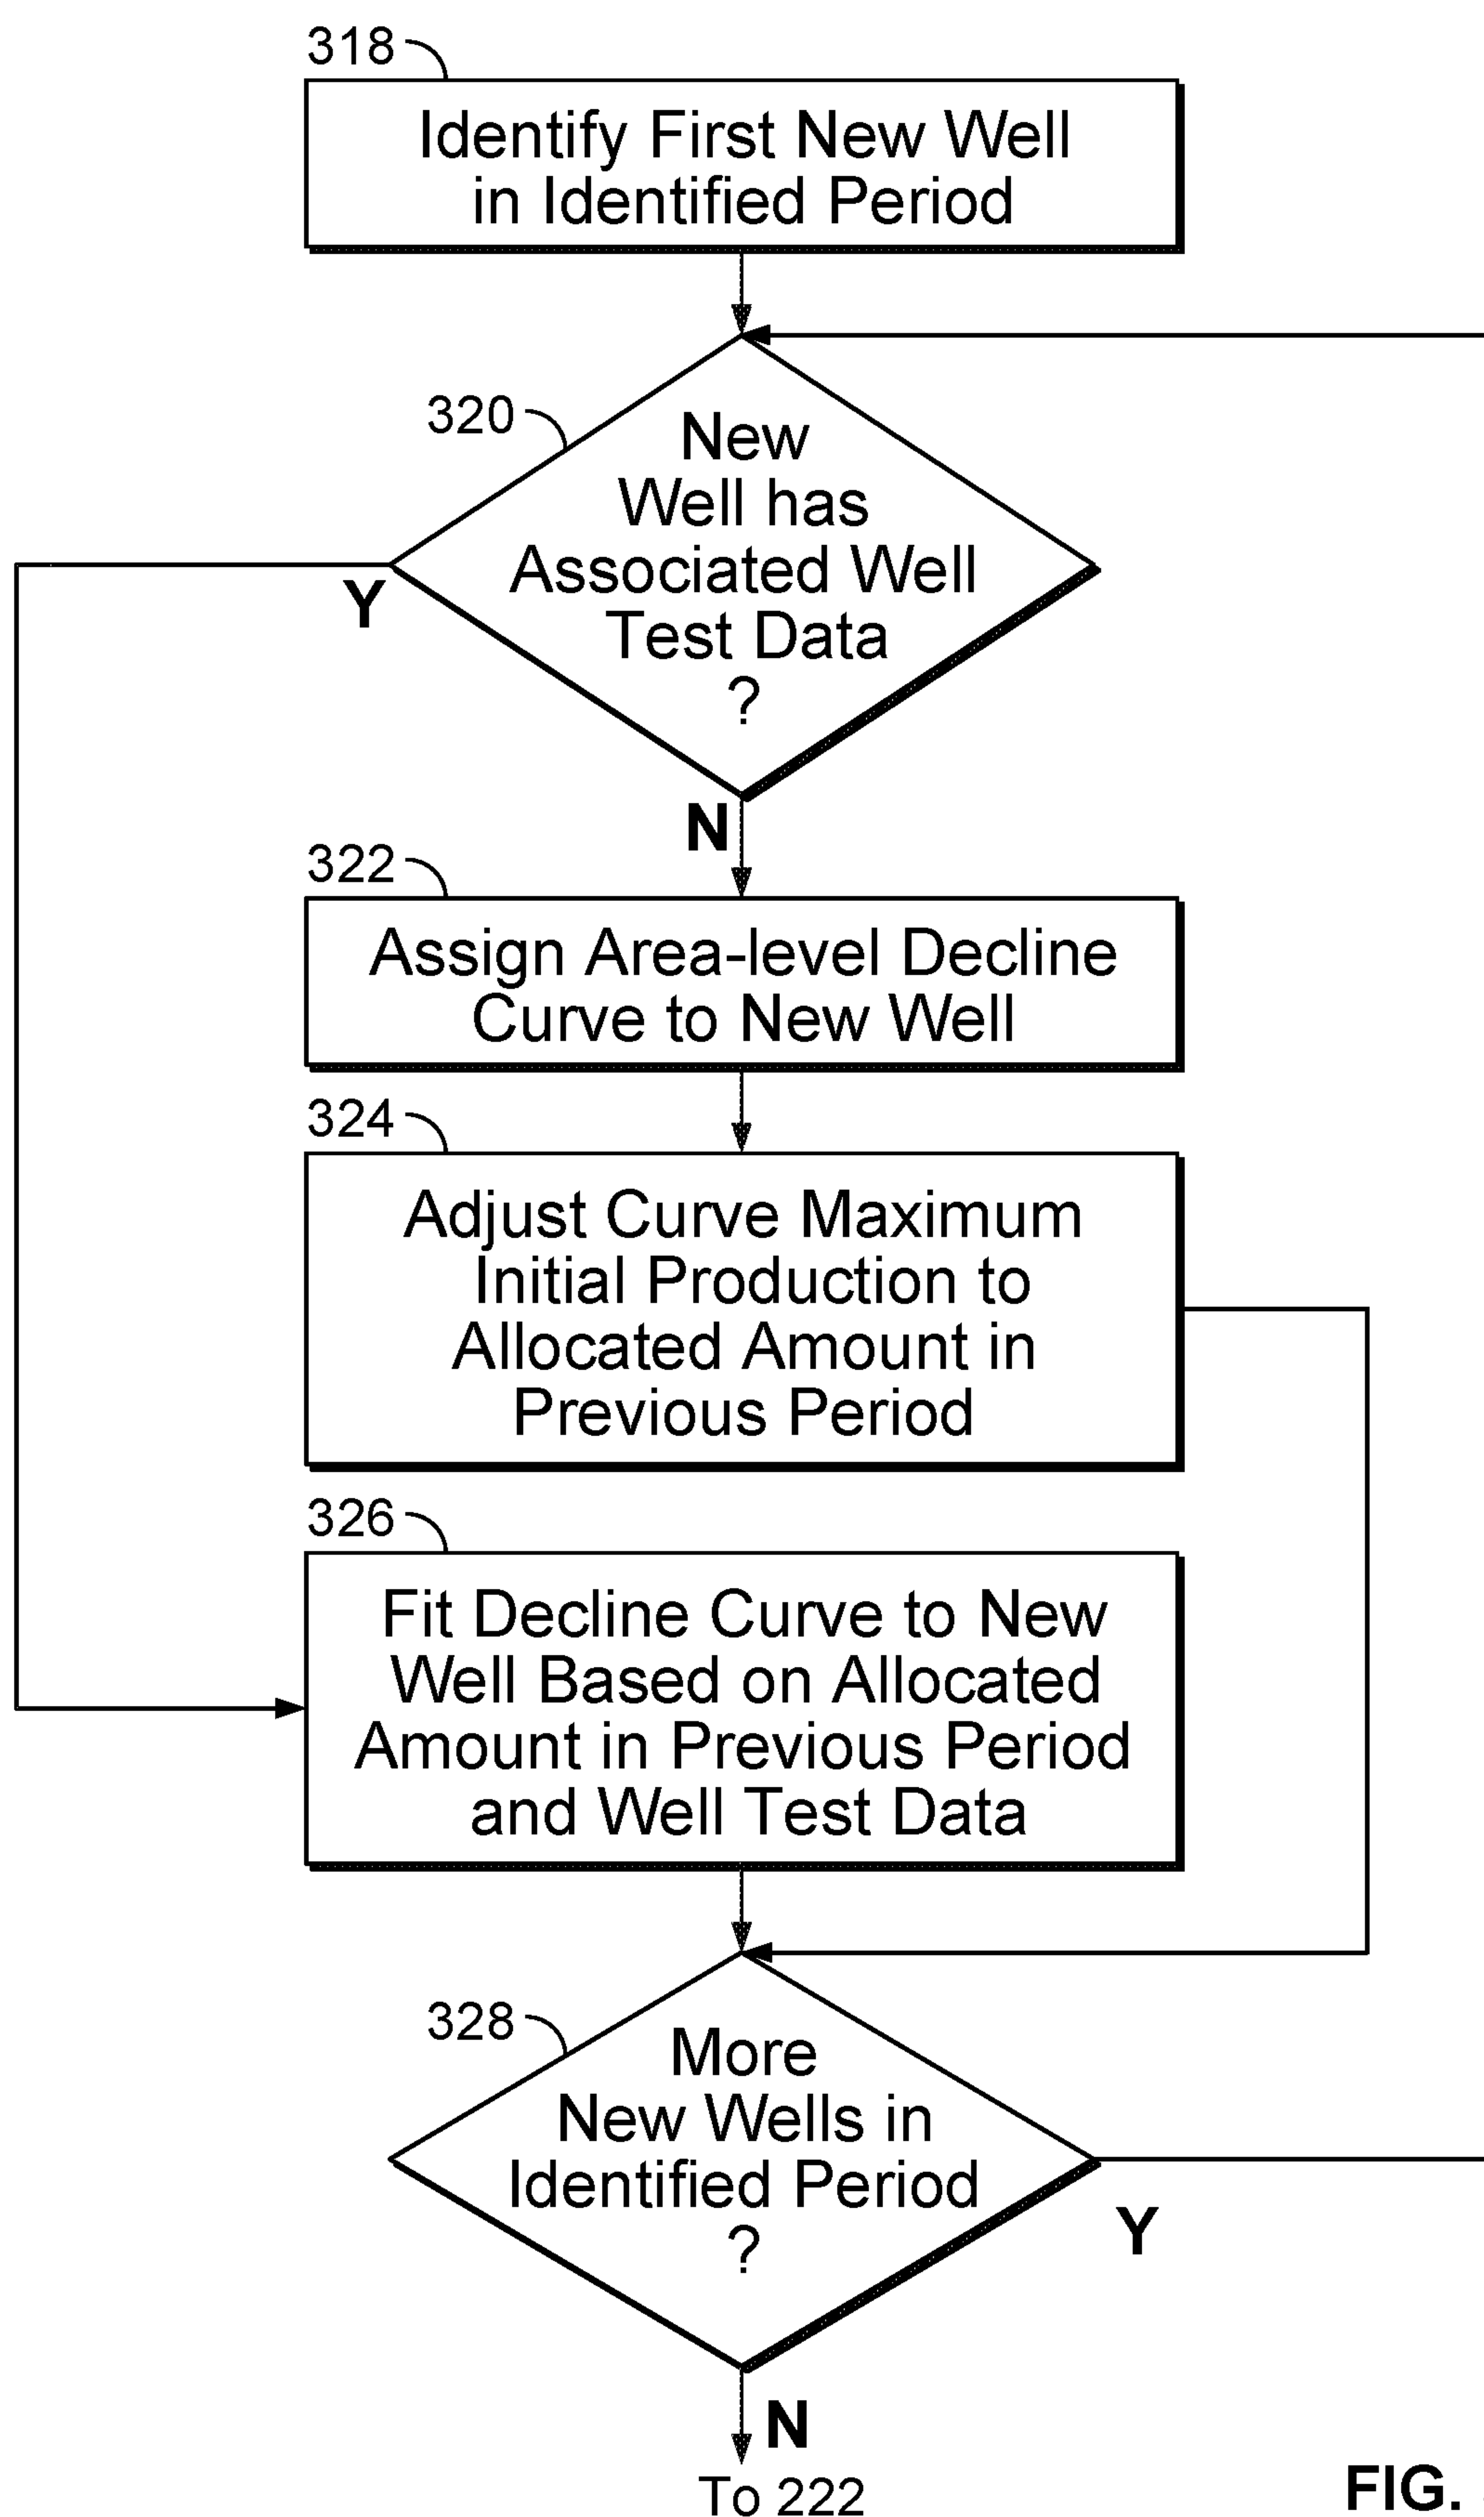 318
Identify First New Well
in Identified Period
320
New
Well has
Associated Well
Test Data
?
Y
N
322
Assign Area-level Decline
Curve to New Well
324
Adjust Curve Maximum
Initial Production to
Allocated Amount in
Previous Period
326
Fit Decline Curve to New
Well Based on Allocated
Amount in Previous Period
and Well Test Data
328
More
New Wells in
Identified Period
?
Y
N
To 222
FIG.